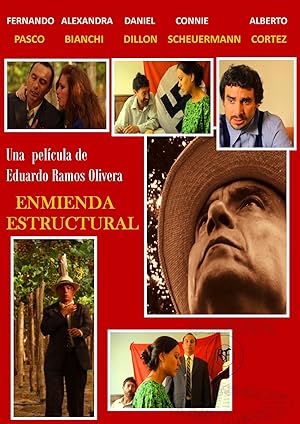 FERNANDO ALEXANDRA DANIEL CONNIE ALBERTO
PASCO BIANCHI DILLON SCHEUERMANN CORTEZ
Una película de
Eduardo Ramos Olivera
ENMIENDA
ESTRUCTURAL